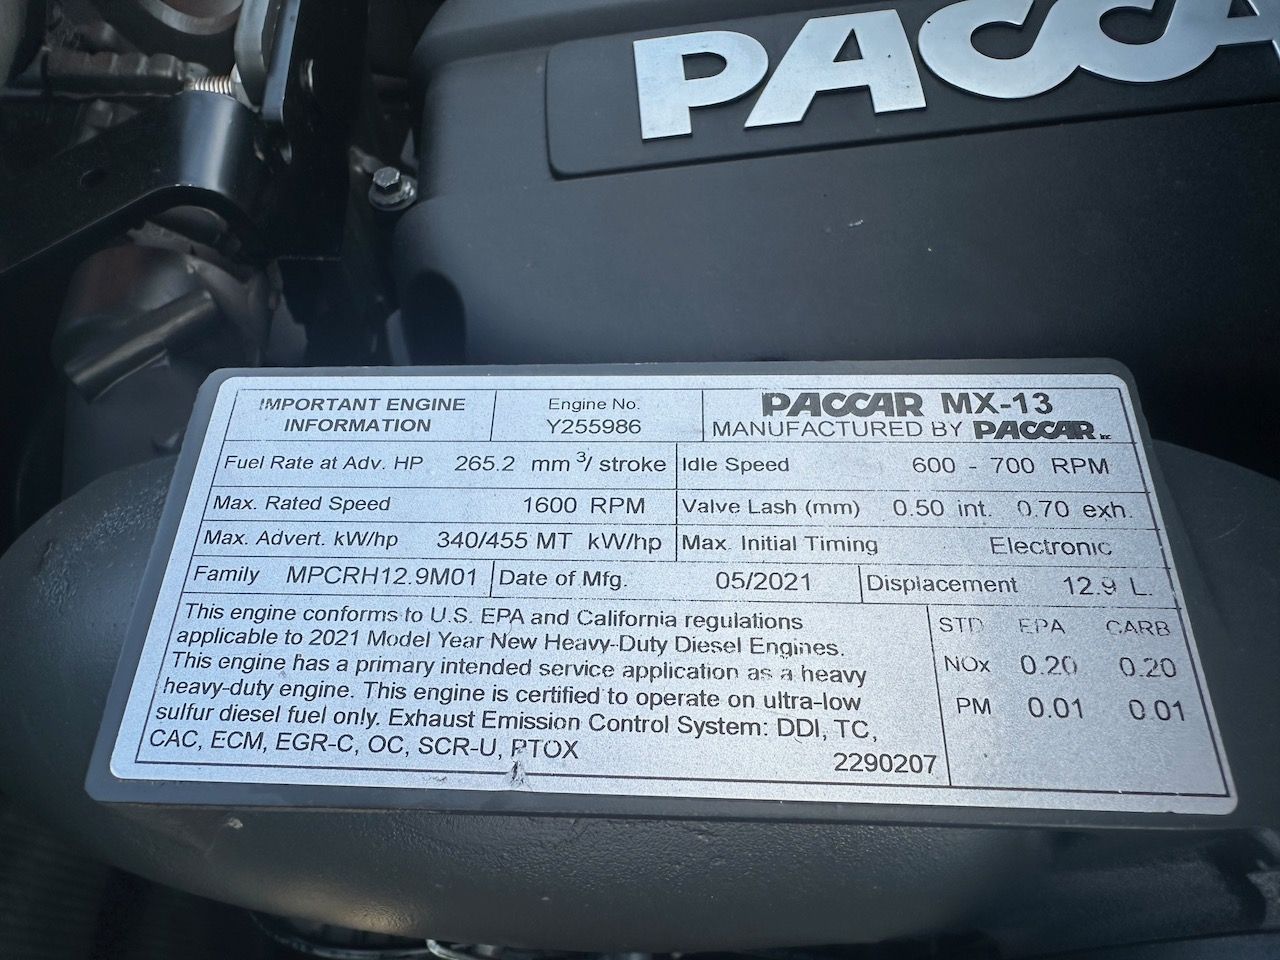 PACCA
IMPORTANT ENGINE
INFORMATION
Engine No.
Y255986
PACCAR MX-13
MANUFACTURED BY PACCAR INC
Fuel Rate at Adv. HP 265.2 mm³/ stroke
Idle Speed 600 - 700 RPM
Max. Rated Speed 1600 RPM
Valve Lash (mm) 0.50 int. 0.70 exh.
Max. Advert. kW/hp 340/455 MT kW/hp
Max. Initial Timing Electronic
Family MPCRH12.9M01
Date of Mfg. 05/2021
Displacement 12.9 L.
This engine conforms to U.S. EPA and California regulations
applicable to 2021 Model Year New Heavy-Duty Diesel Engines.
This engine has a primary intended service application as a heavy
heavy-duty engine. This engine is certified to operate on ultra-low
sulfur diesel fuel only. Exhaust Emission Control System: DDI, TC,
CAC, ECM, EGR-C, OC, SCR-U, PTOX
2290207
STD EPA CARB
NOx 0.20 0.20
PM 0.01 0.01